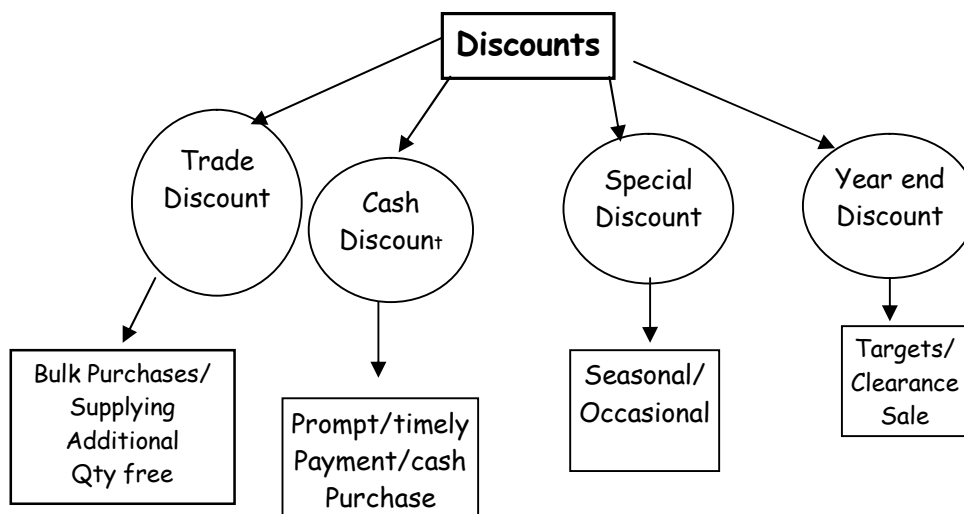 Discounts
Trade
Discount
Cash
Discount
Special
Discount
Year end
Discount
Bulk Purchases/
Supplying
Additional
Qty free
Prompt/timely
Payment/cash
Purchase
Seasonal/
Occasional
Targets/
Clearance
Sale